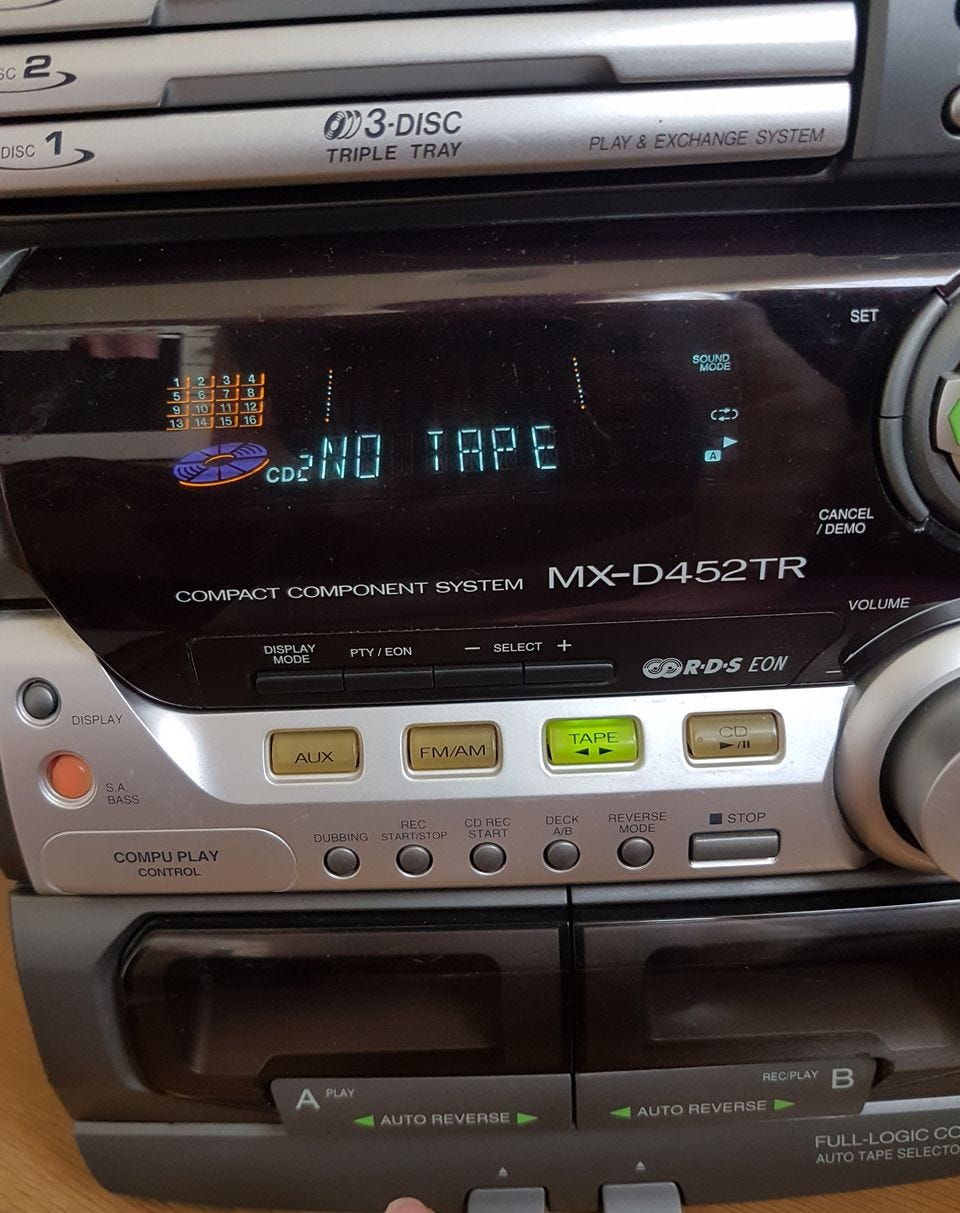 DISC 2
DISC 1
3-DISC
TRIPLE TRAY
PLAY & EXCHANGE SYSTEM
SET
SOUND
MODE
1 2 3 4
5 6 7 8
9 10 11 12
13 14 15 16
CD2 NO TAPE
A
CANCEL
/ DEMO
COMPACT COMPONENT SYSTEM MX-D452TR
VOLUME
DISPLAY
MODE
PTY / EON
– SELECT +
R·D·S EON
–
DISPLAY
S.A.
BASS
AUX
FM/AM
TAPE
◄ ►
CD
►/II
COMPU PLAY
CONTROL
DUBBING
REC
START/STOP
CD REC
START
DECK
A/B
REVERSE
MODE
■ STOP
A PLAY
◄ AUTO REVERSE ►
REC/PLAY B
◄ AUTO REVERSE ►
FULL-LOGIC CO
AUTO TAPE SELECTO